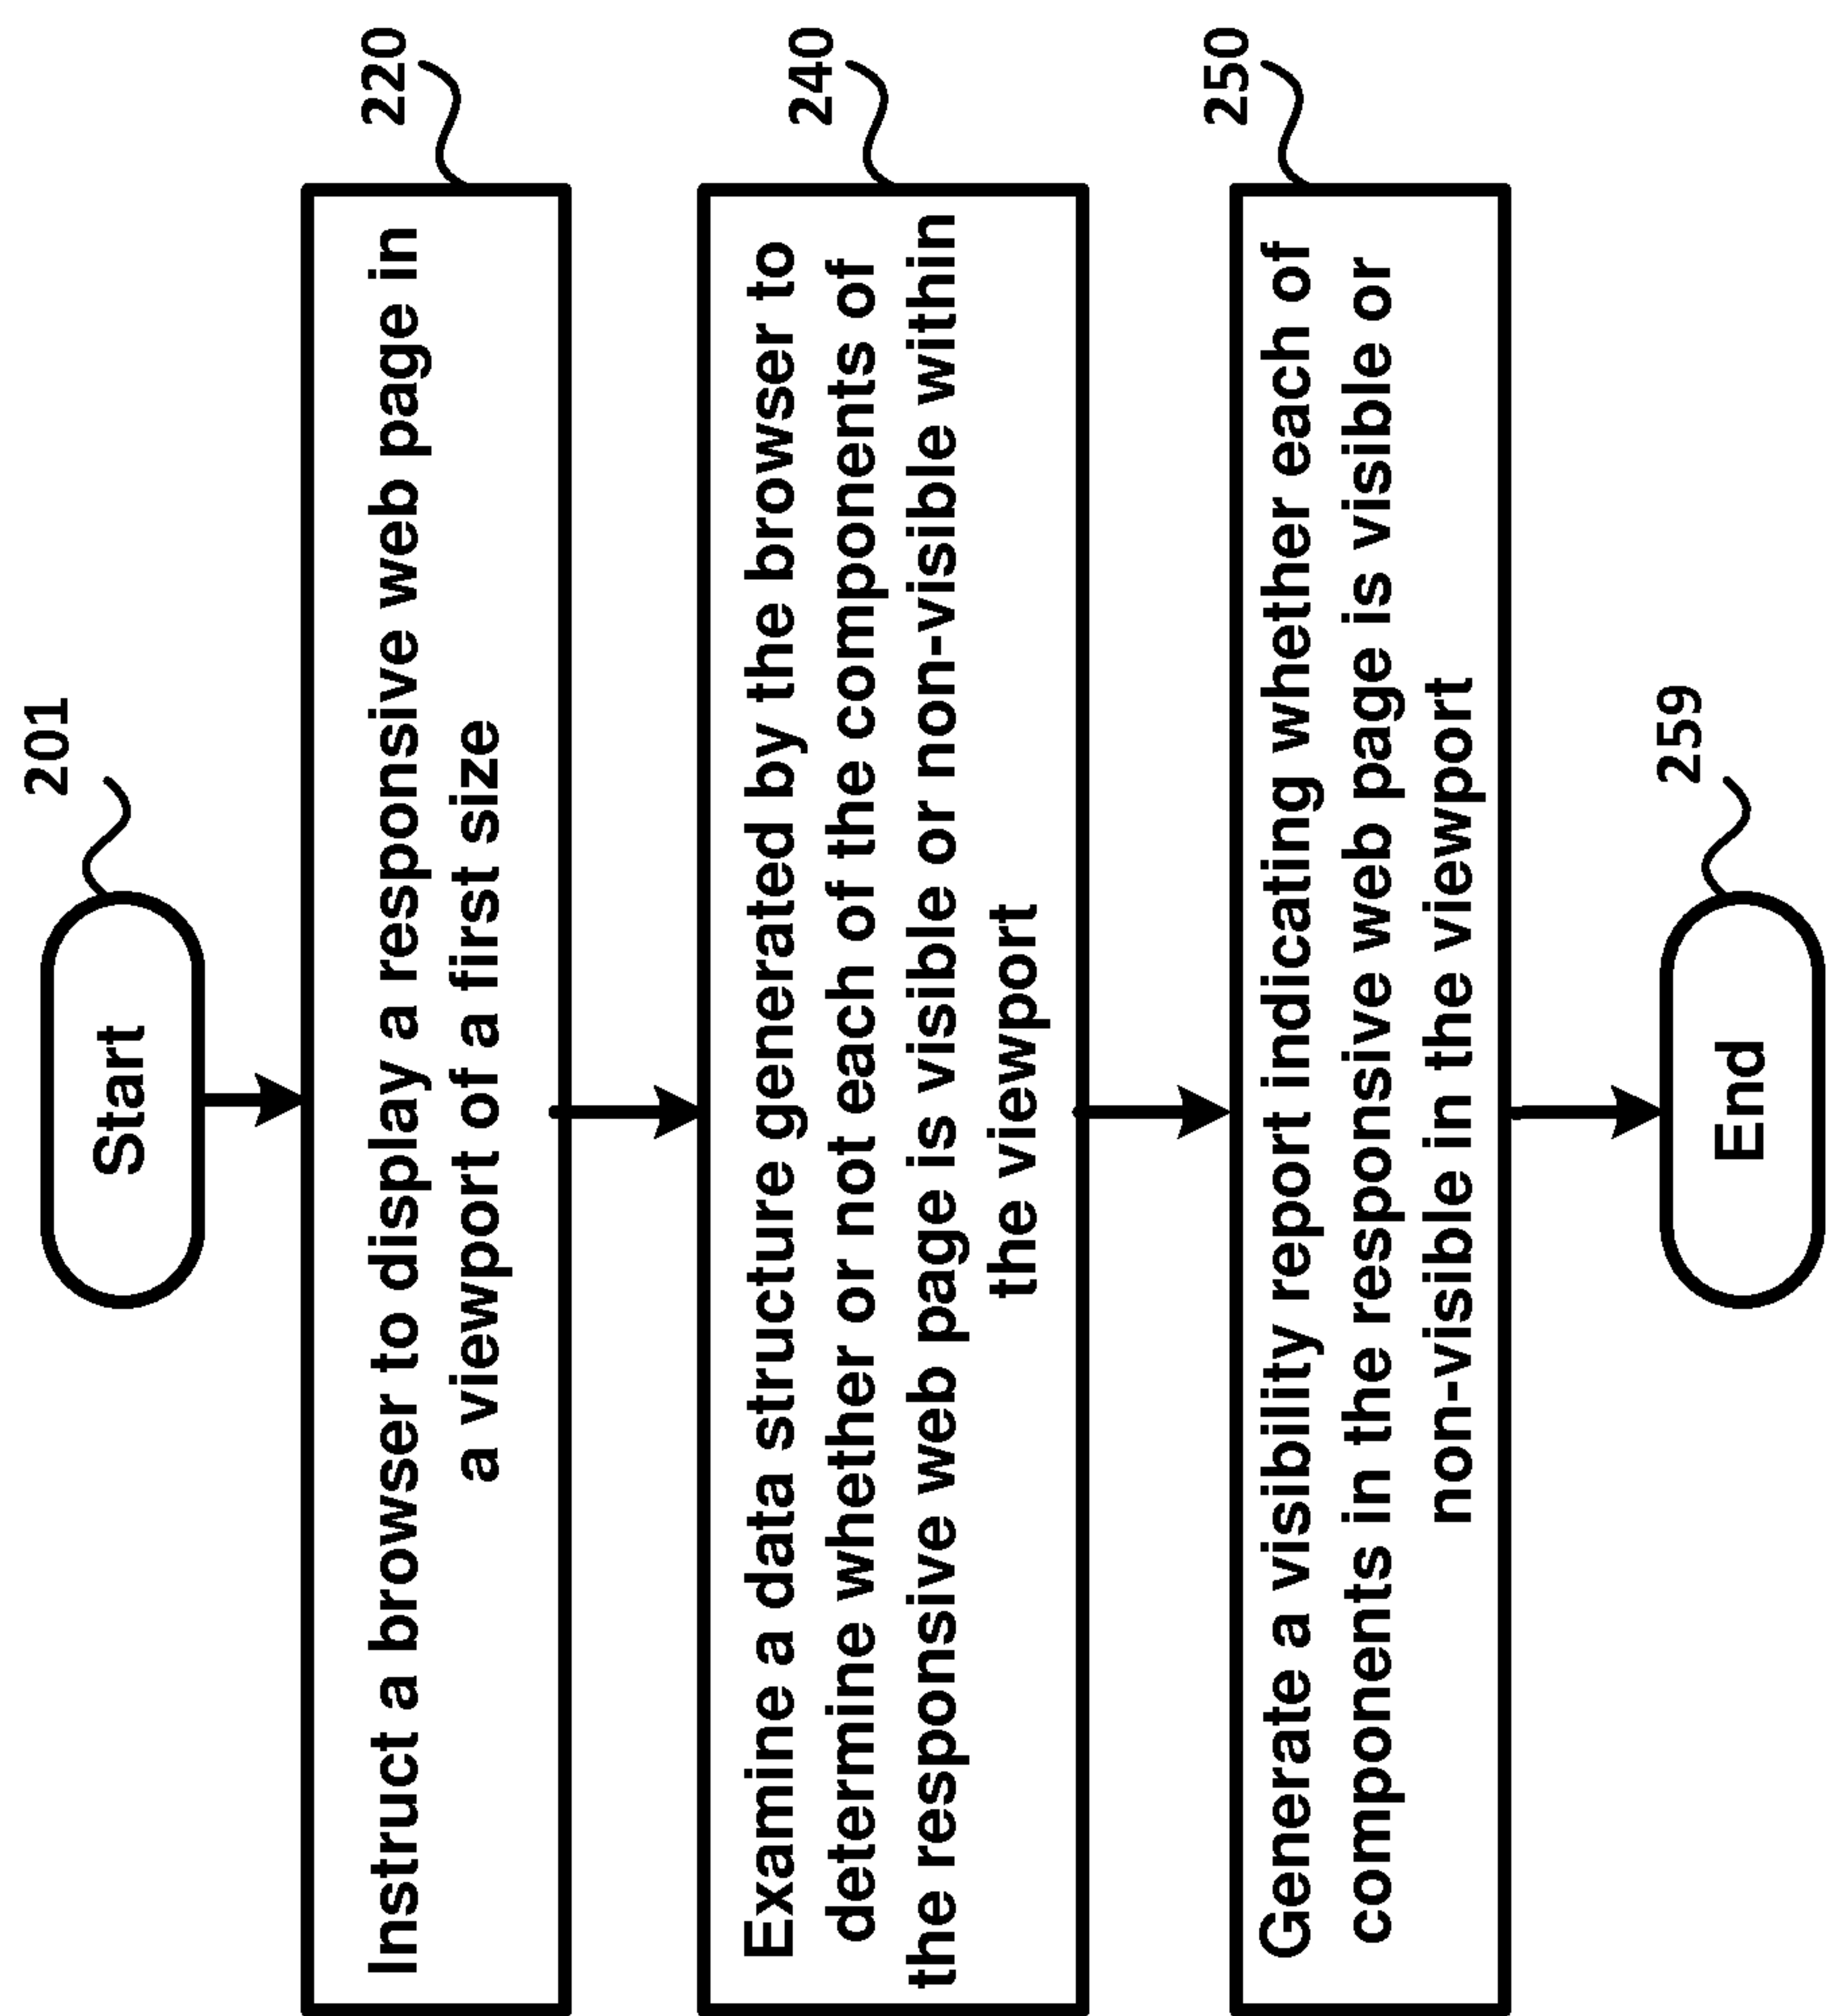 201
Start
220
Instruct a browser to display a responsive web page in
a viewport of a first size
240
Examine a data structure generated by the browser to
determine whether or not each of the components of
the responsive web page is visible or non-visible within
the viewport
250
Generate a visibility report indicating whether each of
components in the responsive web page is visible or
non-visible in the viewport
259
End